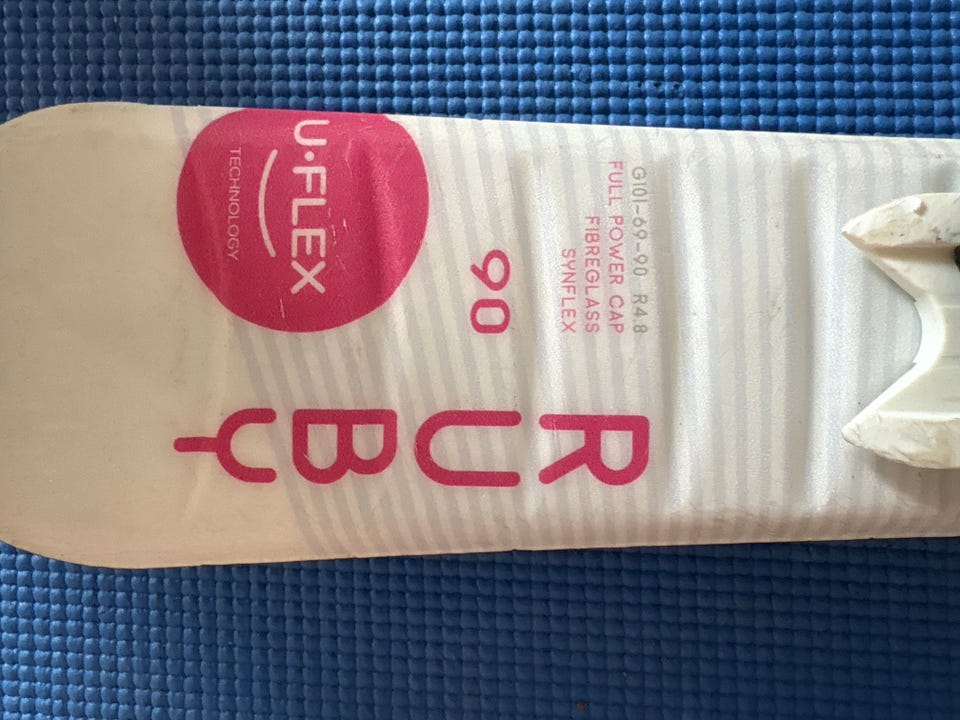 G101-69-90 R4.8
FULL POWER CAP
FIBREGLASS
SYNFLEX
90
U·FLEX
TECHNOLOGY
RUBY